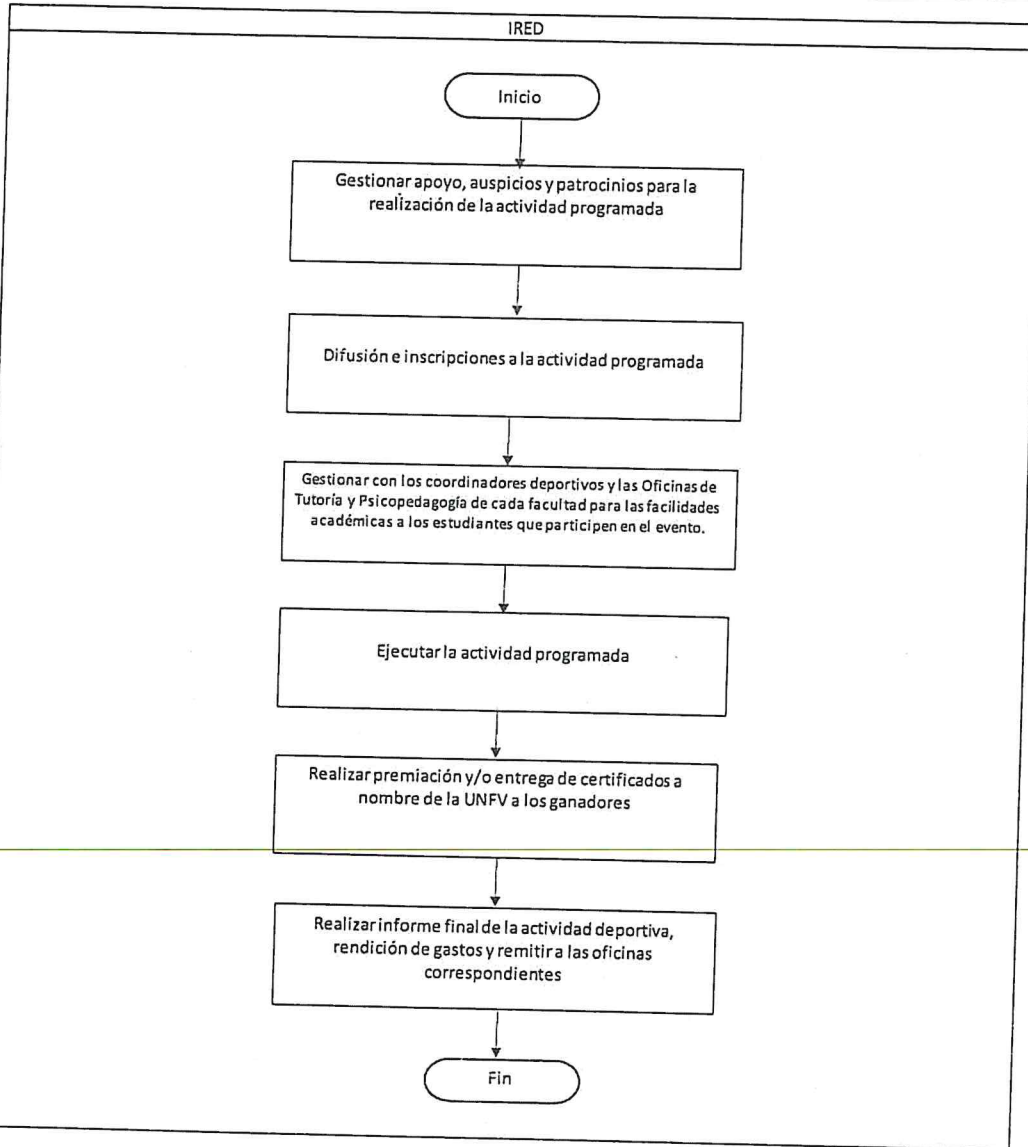 IRED
Inicio
Gestionar apoyo, auspicios y patrocinios para la
realización de la actividad programada
Difusión e inscripciones a la actividad programada
Gestionar con los coordinadores deportivos y las Oficinas de
Tutoría y Psicopedagogía de cada facultad para las facilidades
académicas a los estudiantes que participen en el evento.
Ejecutar la actividad programada
Realizar premiación y/o entrega de certificados a
nombre de la UNFV a los ganadores
Realizar informe final de la actividad deportiva,
rendición de gastos y remitir a las oficinas
correspondientes
Fin